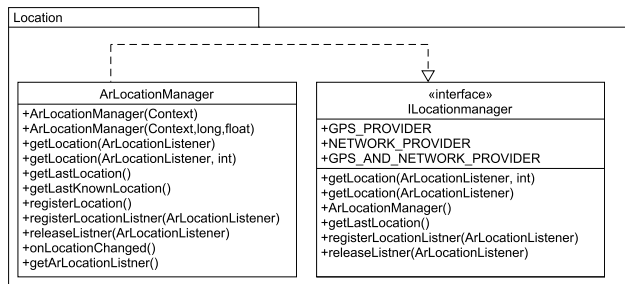 Location
ArLocationManager
+ArLocationManager(Context)
+ArLocationManager(Context,long,float)
+getLocation(ArLocationListener)
+getLocation(ArLocationListener, int)
+getLastLocation()
+getLastKnownLocation()
+registerLocation()
+registerLocationListner(ArLocationListener)
+releaseListner(ArLocationListener)
+onLocationChanged()
+getArLocationListner()
«interface»
ILocationmanager
+GPS_PROVIDER
+NETWORK_PROVIDER
+GPS_AND_NETWORK_PROVIDER
+getLocation(ArLocationListener, int)
+getLocation(ArLocationListener)
+ArLocationManager()
+getLastLocation()
+registerLocationListner(ArLocationListener)
+releaseListner(ArLocationListener)